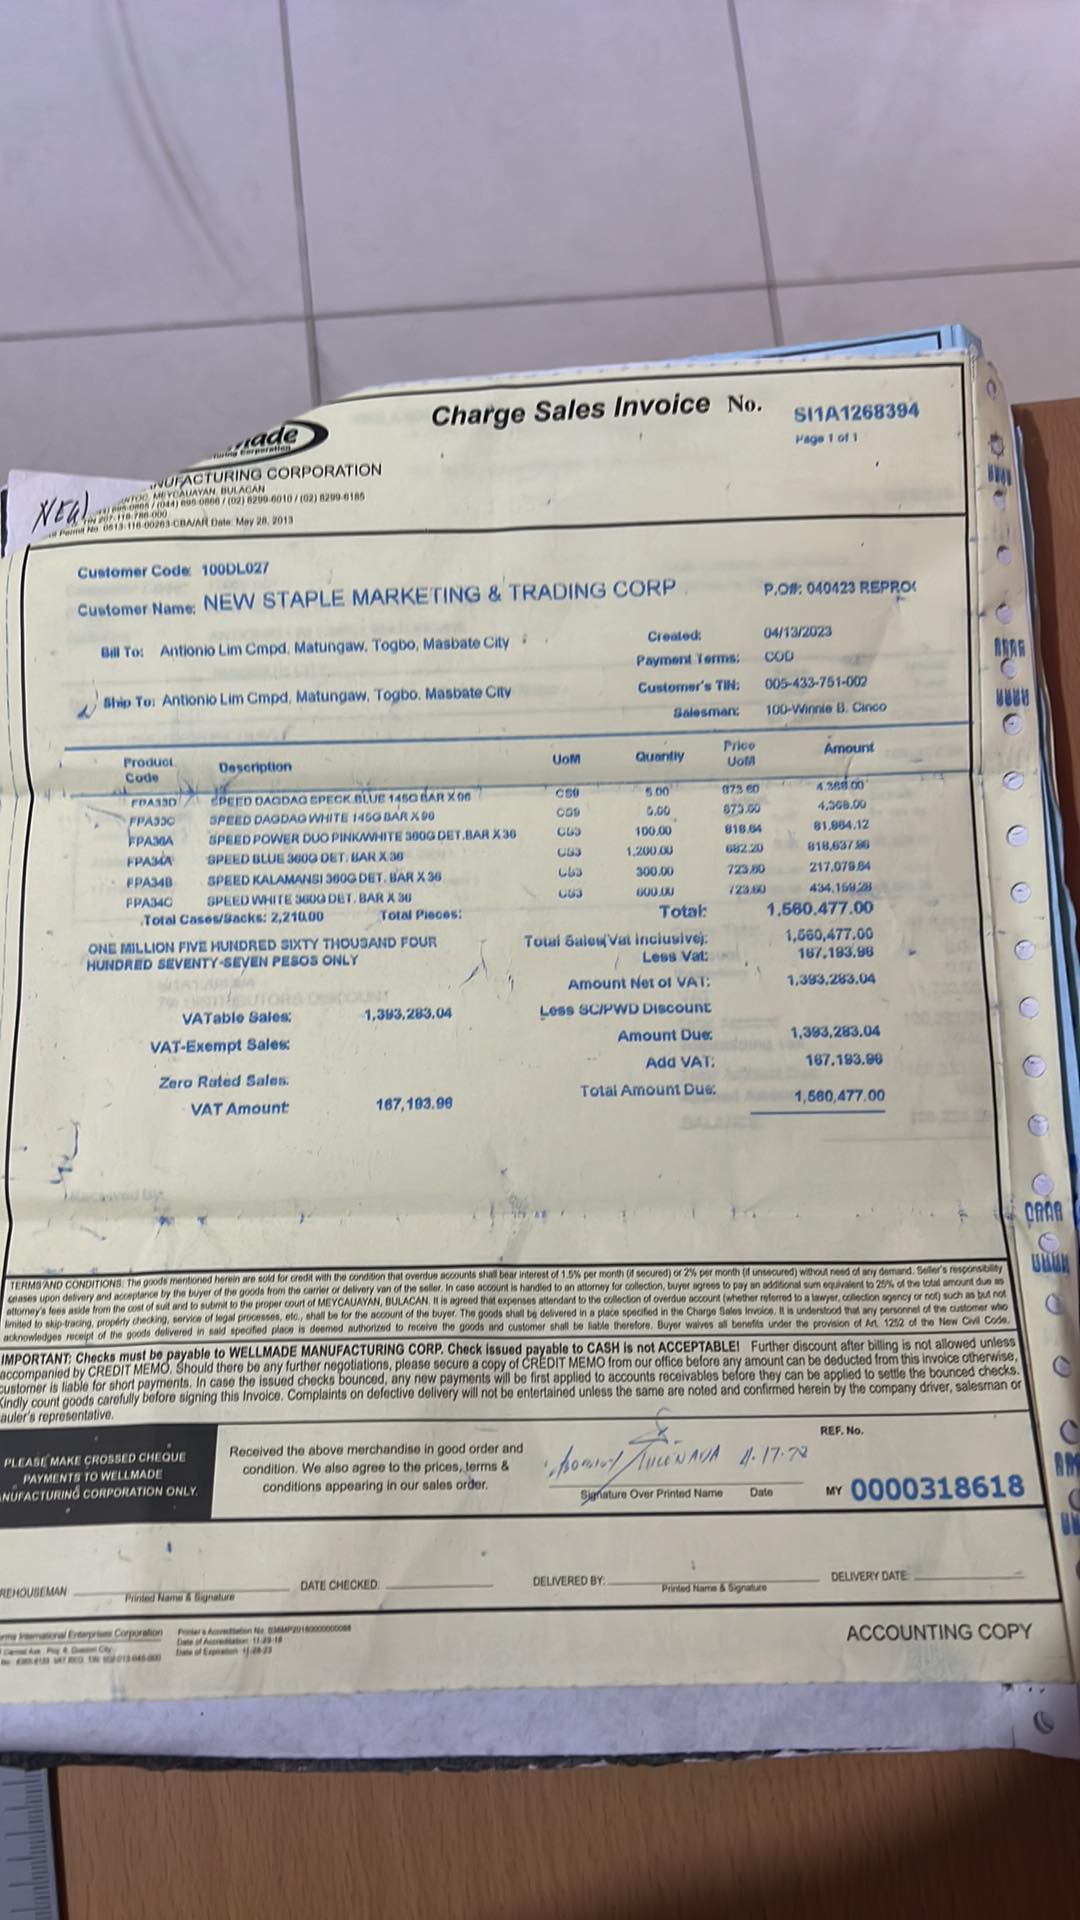 Charge Sales Invoice No. SI1A1268394
Page 1 of 1
made
turing Corporation
NUFACTURING CORPORATION
MEYCAUAYAN, BULACAN
/ (044) 895-0866 / (02) 8299-6010 / (02) 8299-6185
TIN 207-118-786-000
Permit No. 0813-116-00263-CBA/AR Date: May 28, 2013
NEW
Customer Code: 100DL027
Customer Name: NEW STAPLE MARKETING & TRADING CORP
P.O#: 040423 REPRO
Bill To: Antionio Lim Cmpd, Matungaw, Togbo, Masbate City
Created: 04/13/2023
Payment Terms: COD
Ship To: Antionio Lim Cmpd, Matungaw, Togbo, Masbate City
Customer's TIN: 005-433-751-002
Salesman: 100-Winnie B. Cinco
Product Code Description UoM Quantiy Price UoM Amount
FPA33D SPEED DAGDAG SPECK.BLUE 145G BAR X 96 CS9 5.00 873.60 4,368.00
FPA33C SPEED DAGDAG WHITE 145G BAR X 96 CS9 5.00 873.60 4,368.00
FPA36A SPEED POWER DUO PINK/WHITE 360G DET.BAR X 36 CS3 100.00 818.64 81,864.12
FPA34A SPEED BLUE 360G DET. BAR X 36 CS3 1,200.00 682.20 818,637.96
FPA34B SPEED KALAMANSI 360G DET. BAR X 36 CS3 300.00 723.60 217,079.64
FPA34C SPEED WHITE 360G DET. BAR X 36 CS3 600.00 723.60 434,159.28
Total Cases/Sacks: 2,210.00 Total Pieces: Total: 1,560,477.00
ONE MILLION FIVE HUNDRED SIXTY THOUSAND FOUR
HUNDRED SEVENTY-SEVEN PESOS ONLY
Total Sales(Vat Inclusive): 1,560,477.00
Less Vat: 167,193.96
Amount Net of VAT: 1,393,283.04
VATable Sales: 1,393,283.04
Less SC/PWD Discount
VAT-Exempt Sales:
Amount Due: 1,393,283.04
Zero Rated Sales:
Add VAT: 167,193.96
VAT Amount: 167,193.96
Total Amount Due: 1,560,477.00
TERMS AND CONDITIONS: The goods mentioned herein are sold for credit with the condition that overdue accounts shall bear interest of 1.5% per month (if secured) or 2% per month (if unsecured) without need of any demand. Seller's responsibility
ceases upon delivery and acceptance by the buyer of the goods from the carrier or delivery van of the seller. In case account is handled to an attorney for collection, buyer agrees to pay an additional sum equivalent to 25% of the total amount due as
attorney's fees aside from the cost of suit and to submit to the proper court of MEYCAUAYAN, BULACAN. It is agreed that expenses attendant to the collection of overdue account (whether referred to a lawyer, collection agency or not) such as but not
limited to skip-tracing, property checking, service of legal processes, etc., shall be for the account of the buyer. The goods shall be delivered in a place specified in the Charge Sales Invoice. It is understood that any personnel of the customer who
acknowledges receipt of the goods delivered in said specified place is deemed authorized to receive the goods and customer shall be liable therefore. Buyer waives all benefits under the provision of Art. 1252 of the New Civil Code.
IMPORTANT: Checks must be payable to WELLMADE MANUFACTURING CORP. Check issued payable to CASH is not ACCEPTABLE! Further discount after billing is not allowed unless
accompanied by CREDIT MEMO. Should there be any further negotiations, please secure a copy of CREDIT MEMO from our office before any amount can be deducted from this invoice otherwise,
customer is liable for short payments. In case the issued checks bounced, any new payments will be first applied to accounts receivables before they can be applied to settle the bounced checks.
Kindly count goods carefully before signing this Invoice. Complaints on defective delivery will not be entertained unless the same are noted and confirmed herein by the company driver, salesman or
auler's representative.
PLEASE MAKE CROSSED CHEQUE
PAYMENTS TO WELLMADE
NUFACTURING CORPORATION ONLY.
Received the above merchandise in good order and
condition. We also agree to the prices, terms &
conditions appearing in our sales order.
Signature Over Printed Name Date
REF. No.
MY 0000318618
REHOUSEMAN
Printed Name & Signature
DATE CHECKED:
DELIVERED BY:
Printed Name & Signature
DELIVERY DATE:
International Enterprises Corporation
Printer's Accreditation No.
Date of Accreditation: 11-29-18
Date of Expiration: 11-28-23
ACCOUNTING COPY